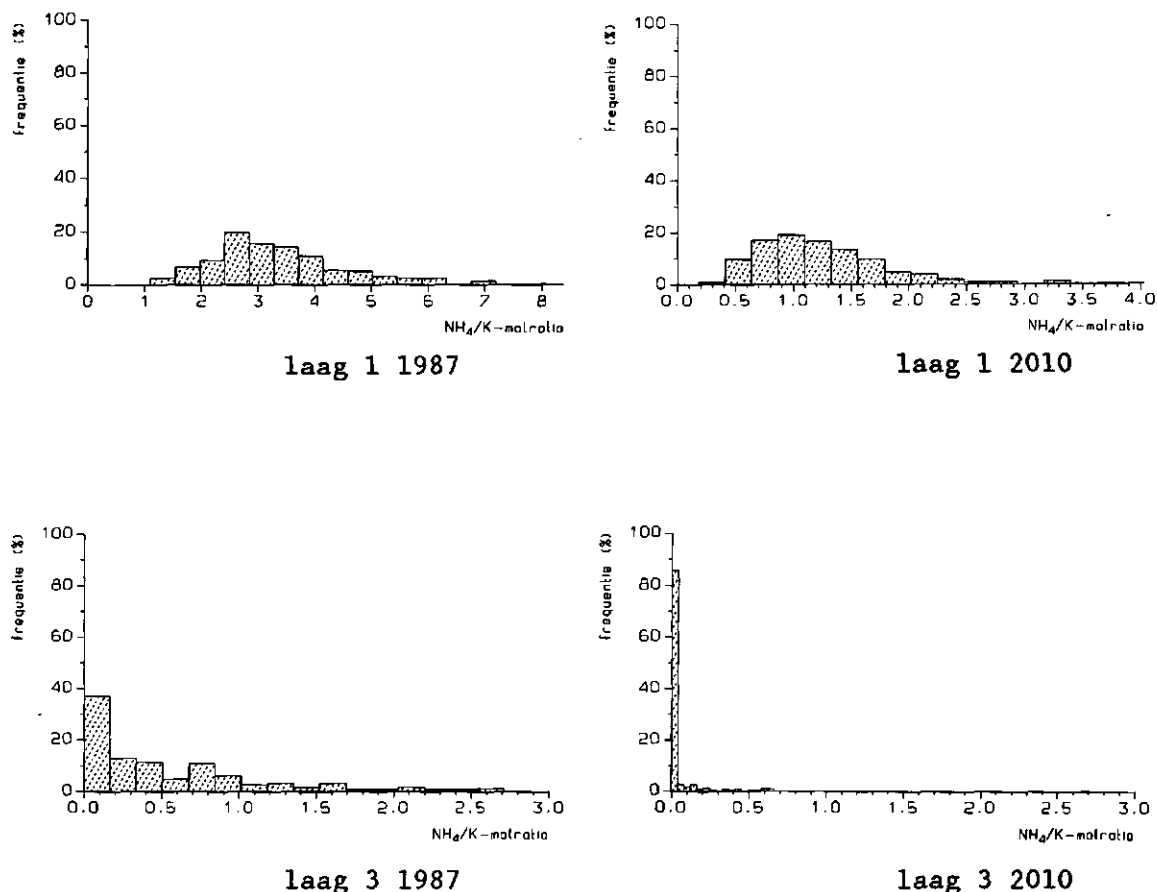 frequentie (%)
100
80
60
40
20
0
0 1 2 3 4 5 6 7 8
NH₄/K-molratio
laag 1 1987
frequentie (%)
100
80
60
40
20
0
0.0 0.5 1.0 1.5 2.0 2.5 3.0 3.5 4.0
NH₄/K-molratio
laag 1 2010
frequentie (%)
100
80
60
40
20
0
0.0 0.5 1.0 1.5 2.0 2.5 3.0
NH₄/K-molratio
laag 3 1987
frequentie (%)
100
80
60
40
20
0
0.0 0.5 1.0 1.5 2.0 2.5 3.0
NH₄/K-molratio
laag 3 2010